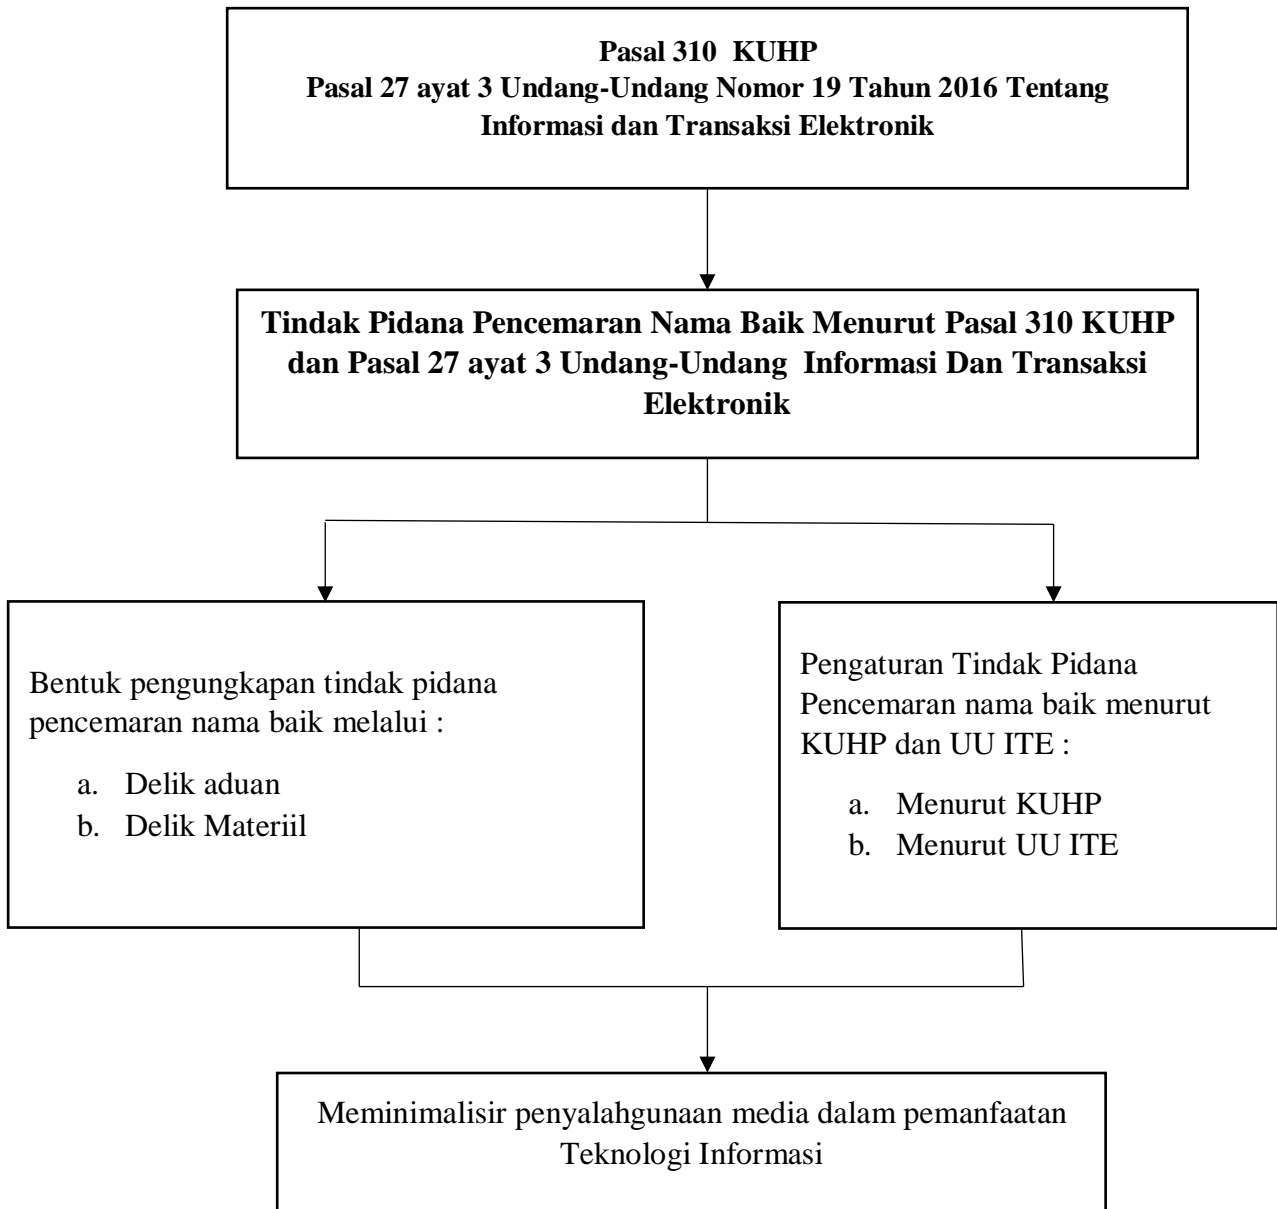 Pasal 310 KUHP
Pasal 27 ayat 3 Undang-Undang Nomor 19 Tahun 2016 Tentang
Informasi dan Transaksi Elektronik
Tindak Pidana Pencemaran Nama Baik Menurut Pasal 310 KUHP
dan Pasal 27 ayat 3 Undang-Undang Informasi Dan Transaksi
Elektronik
Bentuk pengungkapan tindak pidana
pencemaran nama baik melalui :
a. Delik aduan
b. Delik Materiil
Pengaturan Tindak Pidana
Pencemaran nama baik menurut
KUHP dan UU ITE :
a. Menurut KUHP
b. Menurut UU ITE
Meminimalisir penyalahgunaan media dalam pemanfaatan
Teknologi Informasi